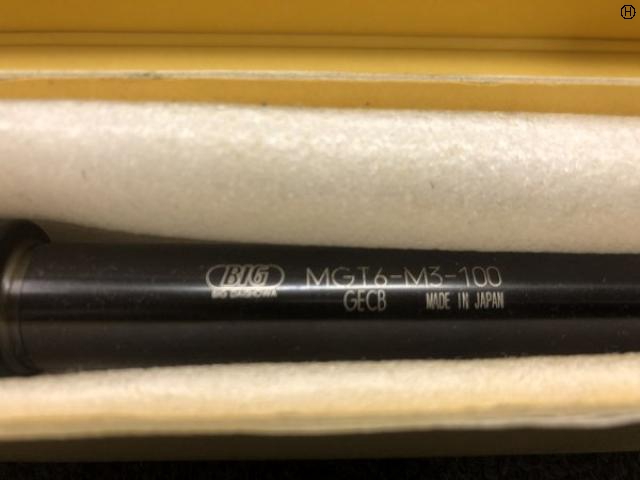 H
BIG MGT6-M3-100
BIG DAISHOWA GECB MADE IN JAPAN